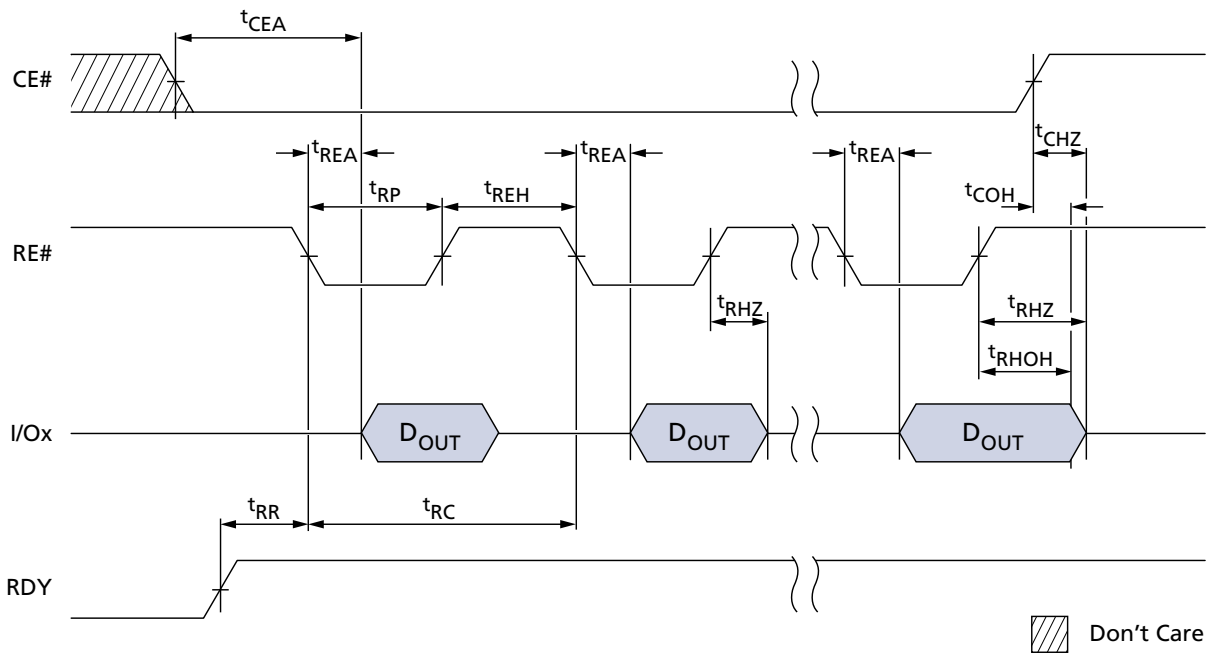 tCEA
CE#
tCHZ
tREA
tREA
tREA
tRP
tREH
tCOH
RE#
tRHZ
tRHZ
tRHOH
I/Ox
DOUT
DOUT
DOUT
tRR
tRC
RDY
Don't Care